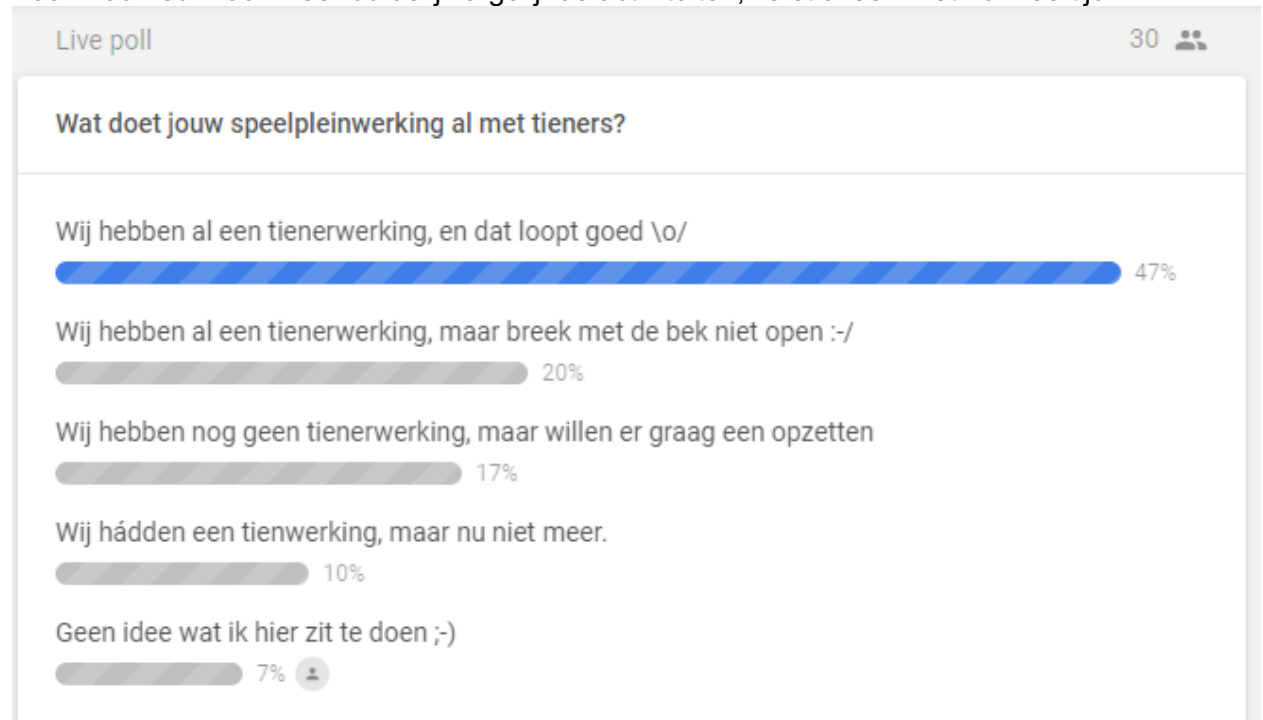 Live poll 30
Wat doet jouw speelpleinwerking al met tieners?
Wij hebben al een tienerwerking, en dat loopt goed \o/
47%
Wij hebben al een tienerwerking, maar breek met de bek niet open :-/
20%
Wij hebben nog geen tienerwerking, maar willen er graag een opzetten
17%
Wij hádden een tienwerking, maar nu niet meer.
10%
Geen idee wat ik hier zit te doen ;-)
7%